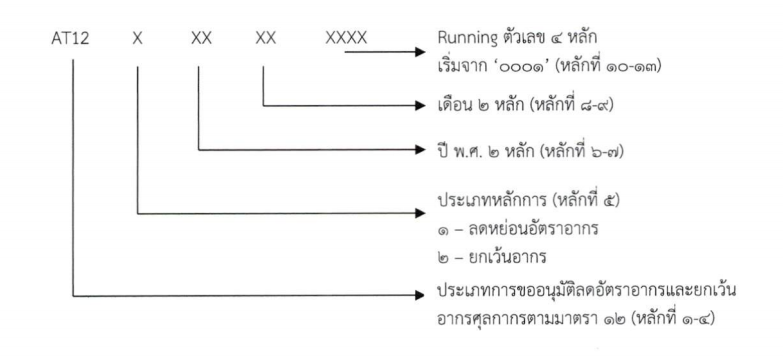 AT12 X XX XX XXXX
Running ตัวเลข ๔ หลัก
เริ่มจาก ‘๐๐๐๑’ (หลักที่ ๑๐-๑๓)
เดือน ๒ หลัก (หลักที่ ๘-๙)
ปี พ.ศ. ๒ หลัก (หลักที่ ๖-๗)
ประเภทหลักการ (หลักที่ ๕)
๑ – ลดหย่อนอัตราอากร
๒ – ยกเว้นอากร
ประเภทการขออนุมัติลดอัตราอากรและยกเว้น
อากรศุลกากรตามมาตรา ๑๒ (หลักที่ ๑-๔)